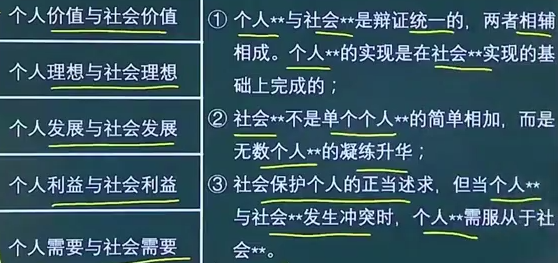 个人价值与社会价值
个人理想与社会理想
个人发展与社会发展
个人利益与社会利益
个人需要与社会需要
① 个人**与社会**是辩证统一的，两者相辅
相成。个人**的实现是在社会**实现的基
础上完成的；
② 社会**不是单个个人**的简单相加，而是
无数个人**的凝练升华；
③ 社会保护个人的正当述求，但当个人**
与社会**发生冲突时，个人**需服从于社
会**。